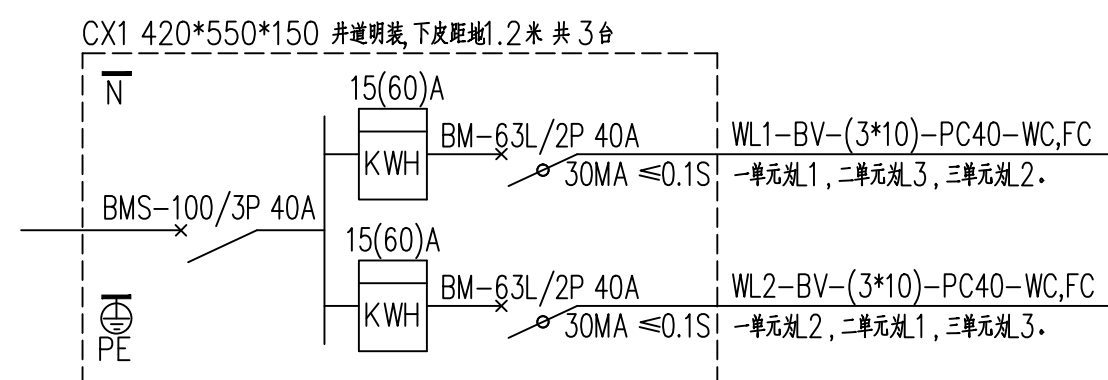 CX1 420*550*150 井道明装,下皮距地1.2米 共 3台
N
15(60)A
KWH
BM-63L/2P 40A
30MA ≤0.1S
WL1-BV-(3*10)-PC40-WC,FC
一单元为L1,二单元为L3,三单元为L2.
BMS-100/3P 40A
15(60)A
KWH
BM-63L/2P 40A
30MA ≤0.1S
WL2-BV-(3*10)-PC40-WC,FC
一单元为L2,二单元为L1,三单元为L3.
PE